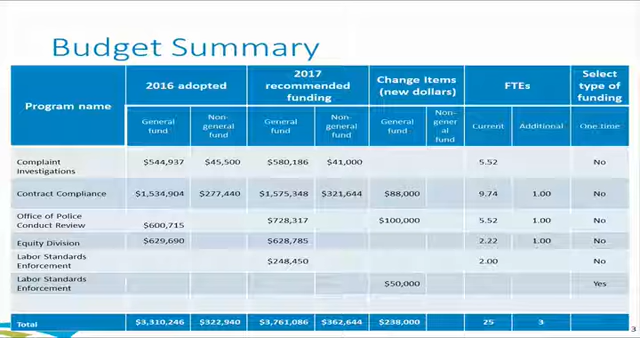 Budget Summary
Program name 2016 adopted 2017 recommended funding Change Items (new dollars) FTEs Select type of funding
General fund Non-general fund General fund Non-general fund General fund Non-gener al fund Current Additional One time
Complaint Investigations $544,937 $45,500 $580,186 $41,000 5.52 No
Contract Compliance $1,534,904 $277,440 $1,575,348 $321,644 $88,000 9.74 1.00 No
Office of Police Conduct Review $600,715 $728,317 $100,000 5.52 1.00 No
Equity Division $629,690 $628,785 2.22 1.00 No
Labor Standards Enforcement $248,450 2.00 No
Labor Standards Enforcement $50,000 Yes
Total $3,310,246 $322,940 $3,761,086 $362,644 $238,000 25 3
3